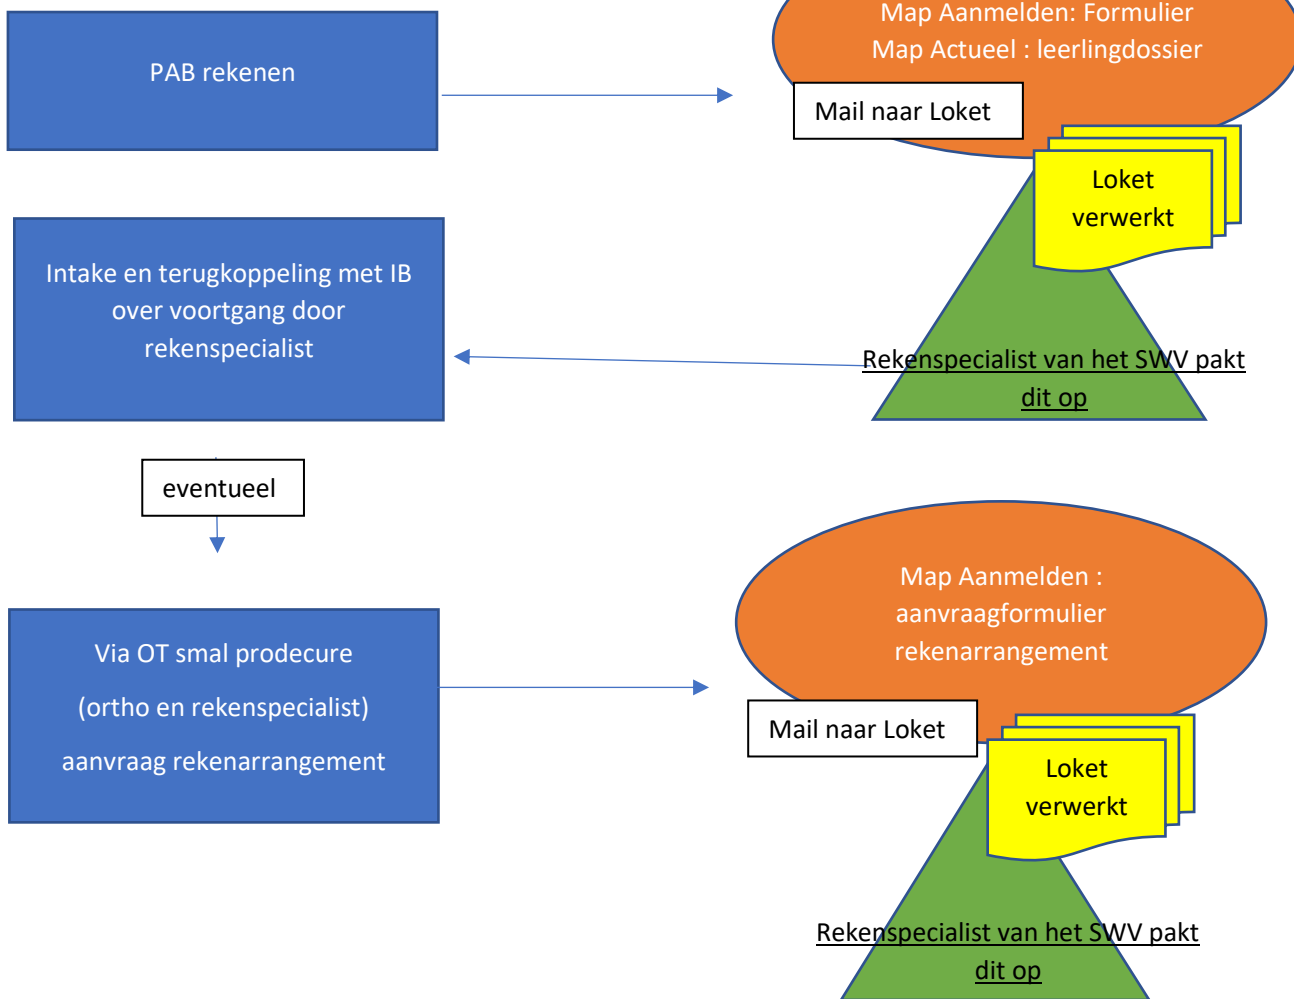 PAB rekenen
Map Aanmelden: Formulier
Map Actueel : leerlingdossier
Mail naar Loket
Loket
verwerkt
Rekenspecialist van het SWV pakt
dit op
Intake en terugkoppeling met IB
over voortgang door
rekenspecialist
eventueel
Via OT smal prodecure
(ortho en rekenspecialist)
aanvraag rekenarrangement
Map Aanmelden :
aanvraagformulier
rekenarrangement
Mail naar Loket
Loket
verwerkt
Rekenspecialist van het SWV pakt
dit op